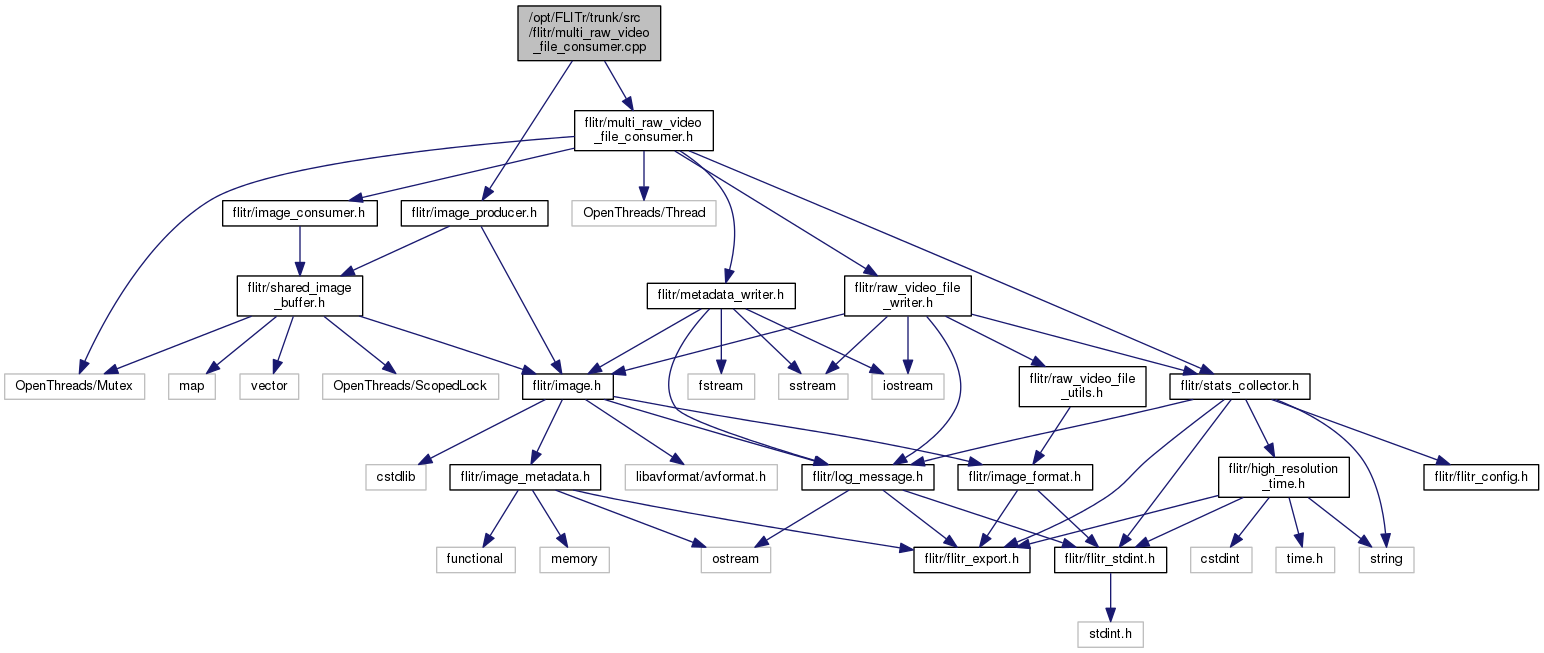 /opt/FLITr/trunk/src
/flitr/multi_raw_video
_file_consumer.cpp
flitr/multi_raw_video
_file_consumer.h
flitr/image_consumer.h
flitr/image_producer.h
OpenThreads/Thread
flitr/shared_image
_buffer.h
flitr/metadata_writer.h
flitr/raw_video_file
_writer.h
OpenThreads/Mutex
map
vector
OpenThreads/ScopedLock
flitr/image.h
fstream
sstream
iostream
flitr/raw_video_file
_utils.h
flitr/stats_collector.h
cstdlib
flitr/image_metadata.h
libavformat/avformat.h
flitr/log_message.h
flitr/image_format.h
flitr/high_resolution
_time.h
flitr/flitr_config.h
functional
memory
ostream
flitr/flitr_export.h
flitr/flitr_stdint.h
cstdint
time.h
string
stdint.h